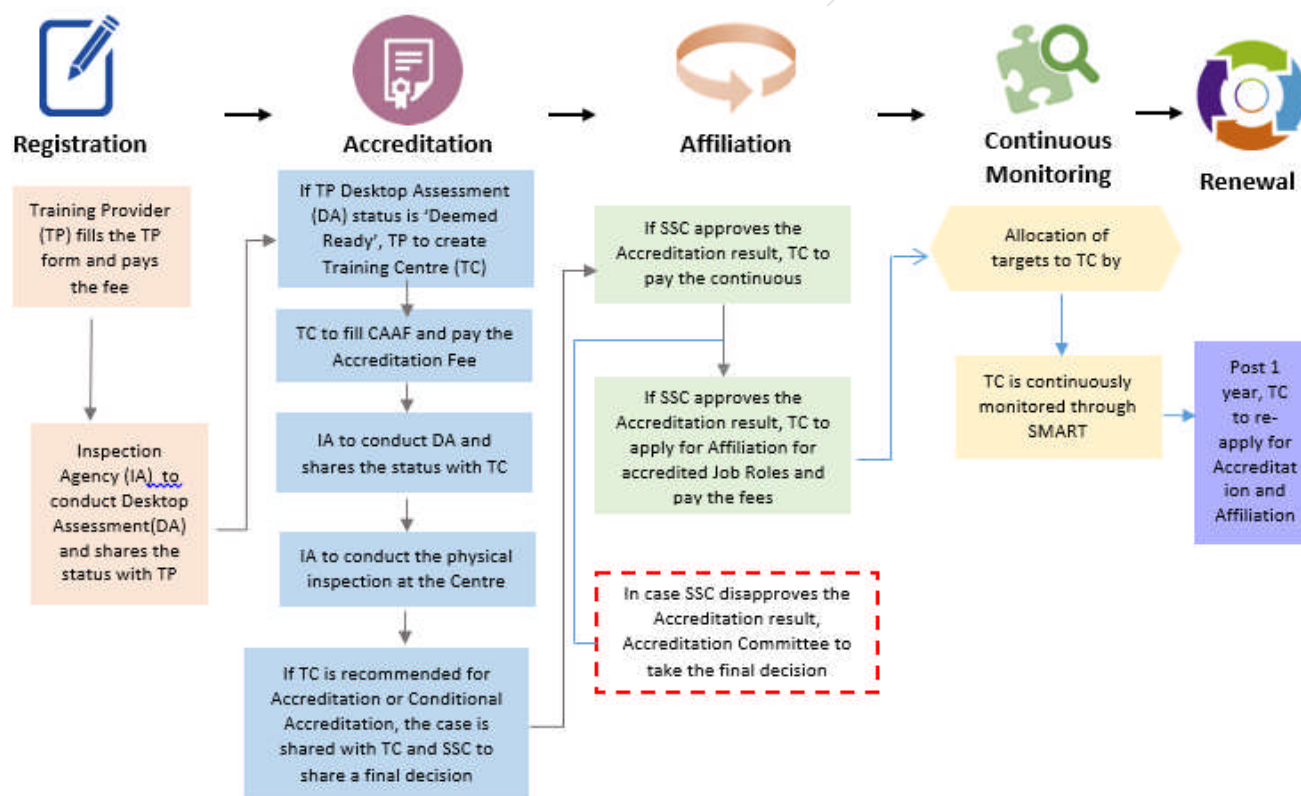 Registration
Accreditation
Affiliation
Continuous
Monitoring
Renewal
Training Provider
(TP) fills the TP
form and pays
the fee
Inspection
Agency (IA) to
conduct Desktop
Assessment(DA)
and shares the
status with TP
If TP Desktop Assessment
(DA) status is ‘Deemed
Ready’, TP to create
Training Centre (TC)
TC to fill CAAF and pay the
Accreditation Fee
IA to conduct DA and
shares the status with TC
IA to conduct the physical
inspection at the Centre
If TC is recommended for
Accreditation or Conditional
Accreditation, the case is
shared with TC and SSC to
share a final decision
If SSC approves the
Accreditation result, TC to
pay the continuous
If SSC approves the
Accreditation result, TC to
apply for Affiliation for
accredited Job Roles and
pay the fees
In case SSC disapproves the
Accreditation result,
Accreditation Committee to
take the final decision
Allocation of
targets to TC by
TC is continuously
monitored through
SMART
Post 1
year, TC
to re-
apply for
Accreditat
ion and
Affiliation